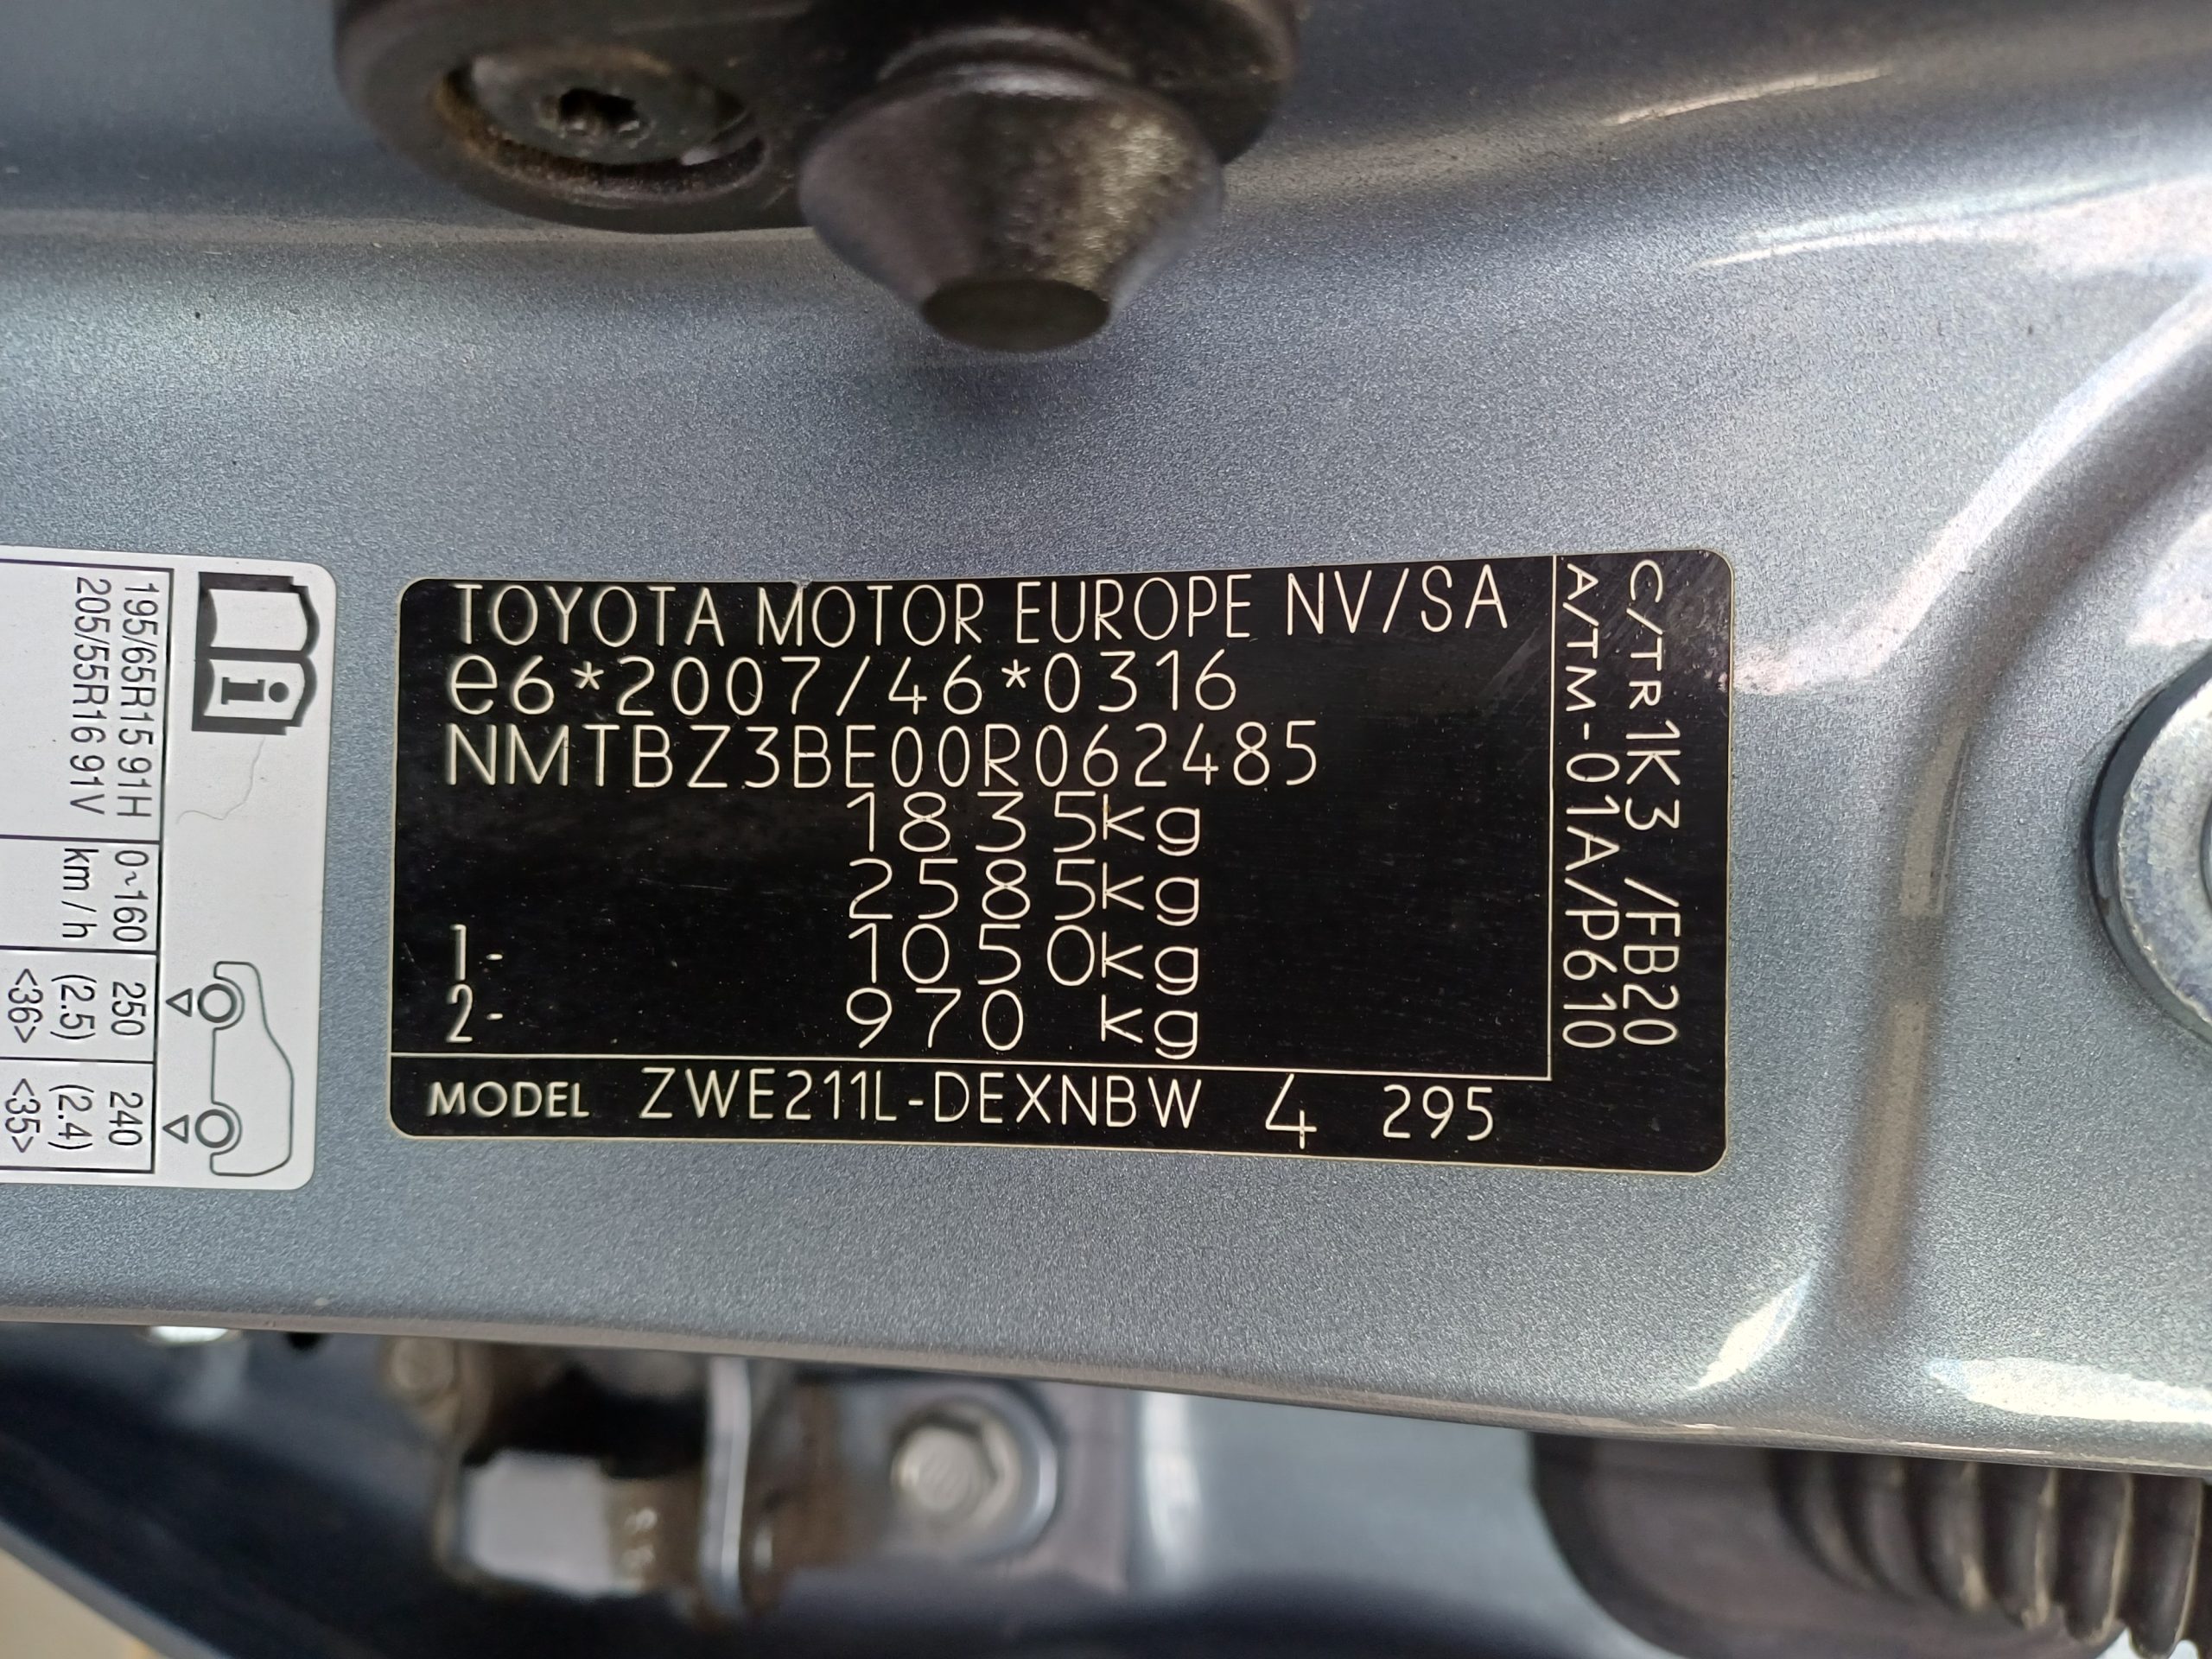 TOYOTA MOTOR EUROPE NV/SA
e6*2007/46*0316
NMTBZ3BE00R062485
1835kg
2585kg
1- 1050kg
2- 970 kg
MODEL ZWE211L-DEXNBW 4 295
C/TR1K3 /FB20
A/TM-01A/P610
i
195/65R15 91H 0~160 250 240
205/55R16 91V km/h (2.5) (2.4)
<36> <35>